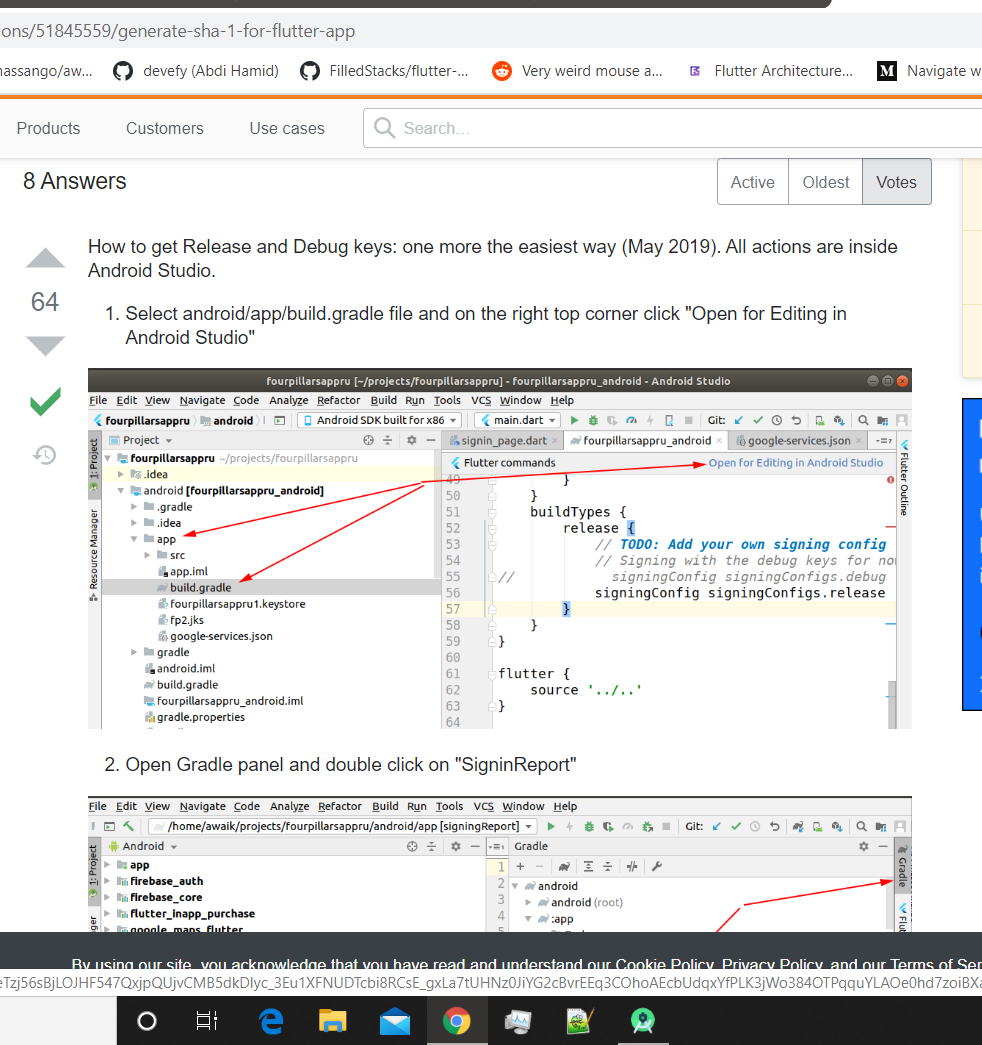 ons/51845559/generate-sha-1-for-flutter-app
nassango/aw... devefy (Abdi Hamid) FilledStacks/flutter-... Very weird mouse a... Flutter Architecture... Navigate w
Products Customers Use cases Search...
8 Answers
Active Oldest Votes
How to get Release and Debug keys: one more the easiest way (May 2019). All actions are inside
Android Studio.
64
1. Select android/app/build.gradle file and on the right top corner click "Open for Editing in
Android Studio"
fourpillarsappru [~/projects/fourpillarsappru] - fourpillarsappru_android - Android Studio
File Edit View Navigate Code Analyze Refactor Build Run Tools VCS Window Help
fourpillarsappru android Android SDK built for x86 main.dart Git:
1: Project
Resource Manager
Project
fourpillarsappru ~/projects/fourpillarsappru
.idea
android [fourpillarsappru_android]
.gradle
.idea
app
src
app.iml
build.gradle
fourpillarsappru1.keystore
fp2.jks
google-services.json
gradle
android.iml
build.gradle
fourpillarsappru_android.iml
gradle.properties
signin_page.dart fourpillarsappru_android google-services.json
Flutter commands Open for Editing in Android Studio
Flutter Outline
49 }
50 }
51 buildTypes {
52 release {
53 // TODO: Add your own signing config
54 // Signing with the debug keys for no
55 // signingConfig signingConfigs.debug
56 signingConfig signingConfigs.release
57 }
58 }
59 }
60
61 flutter {
62 source '../..'
63 }
64
2. Open Gradle panel and double click on "SigninReport"
File Edit View Navigate Code Analyze Refactor Build Run Tools VCS Window Help
/home/awaik/projects/fourpillarsappru/android/app [signingReport] Git:
1: Project
Android
app
firebase_auth
firebase_core
flutter_inapp_purchase
google_maps_flutter
Gradle
1
2 android
3 android (root)
4 :app
5
Gradle
Flut
By using our site, you acknowledge that you have read and understand our Cookie Policy, Privacy Policy, and our Terms of Ser